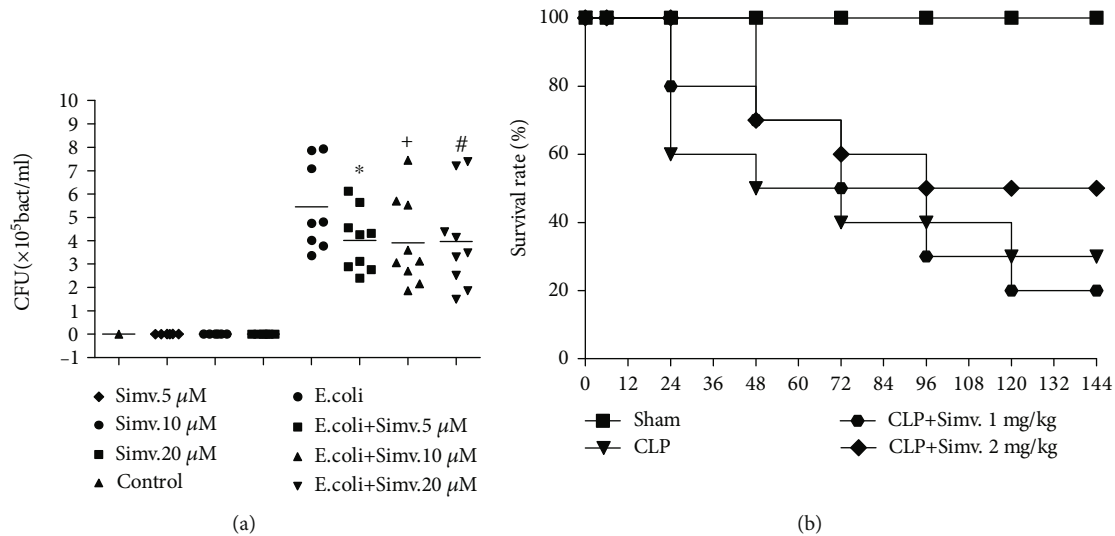 CFU (×10⁵bact/ml)
10
9
8
7
6
5
4
3
2
1
0
–1
*
+
#
Simv.5 μM
Simv.10 μM
Simv.20 μM
Control
E.coli
E.coli+Simv.5 μM
E.coli+Simv.10 μM
E.coli+Simv.20 μM
(a)
Survival rate (%)
100
80
60
40
20
0
0 12 24 36 48 60 72 84 96 108 120 132 144
Sham
CLP
CLP+Simv. 1 mg/kg
CLP+Simv. 2 mg/kg
(b)